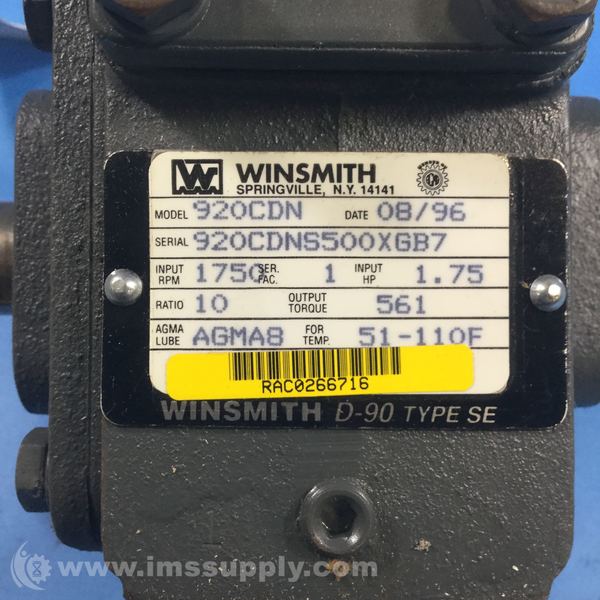 WINSMITH
SPRINGVILLE, N.Y. 14141
MODEL 920CDN DATE 08/96
SERIAL 920CDNS500XGB7
INPUT RPM 1750 SER. FAC. 1 INPUT HP 1.75
RATIO 10 OUTPUT TORQUE 561
AGMA LUBE AGMA8 FOR TEMP. 51-110F
RAC0266716
WINSMITH D-90 TYPE SE
www.imssupply.com